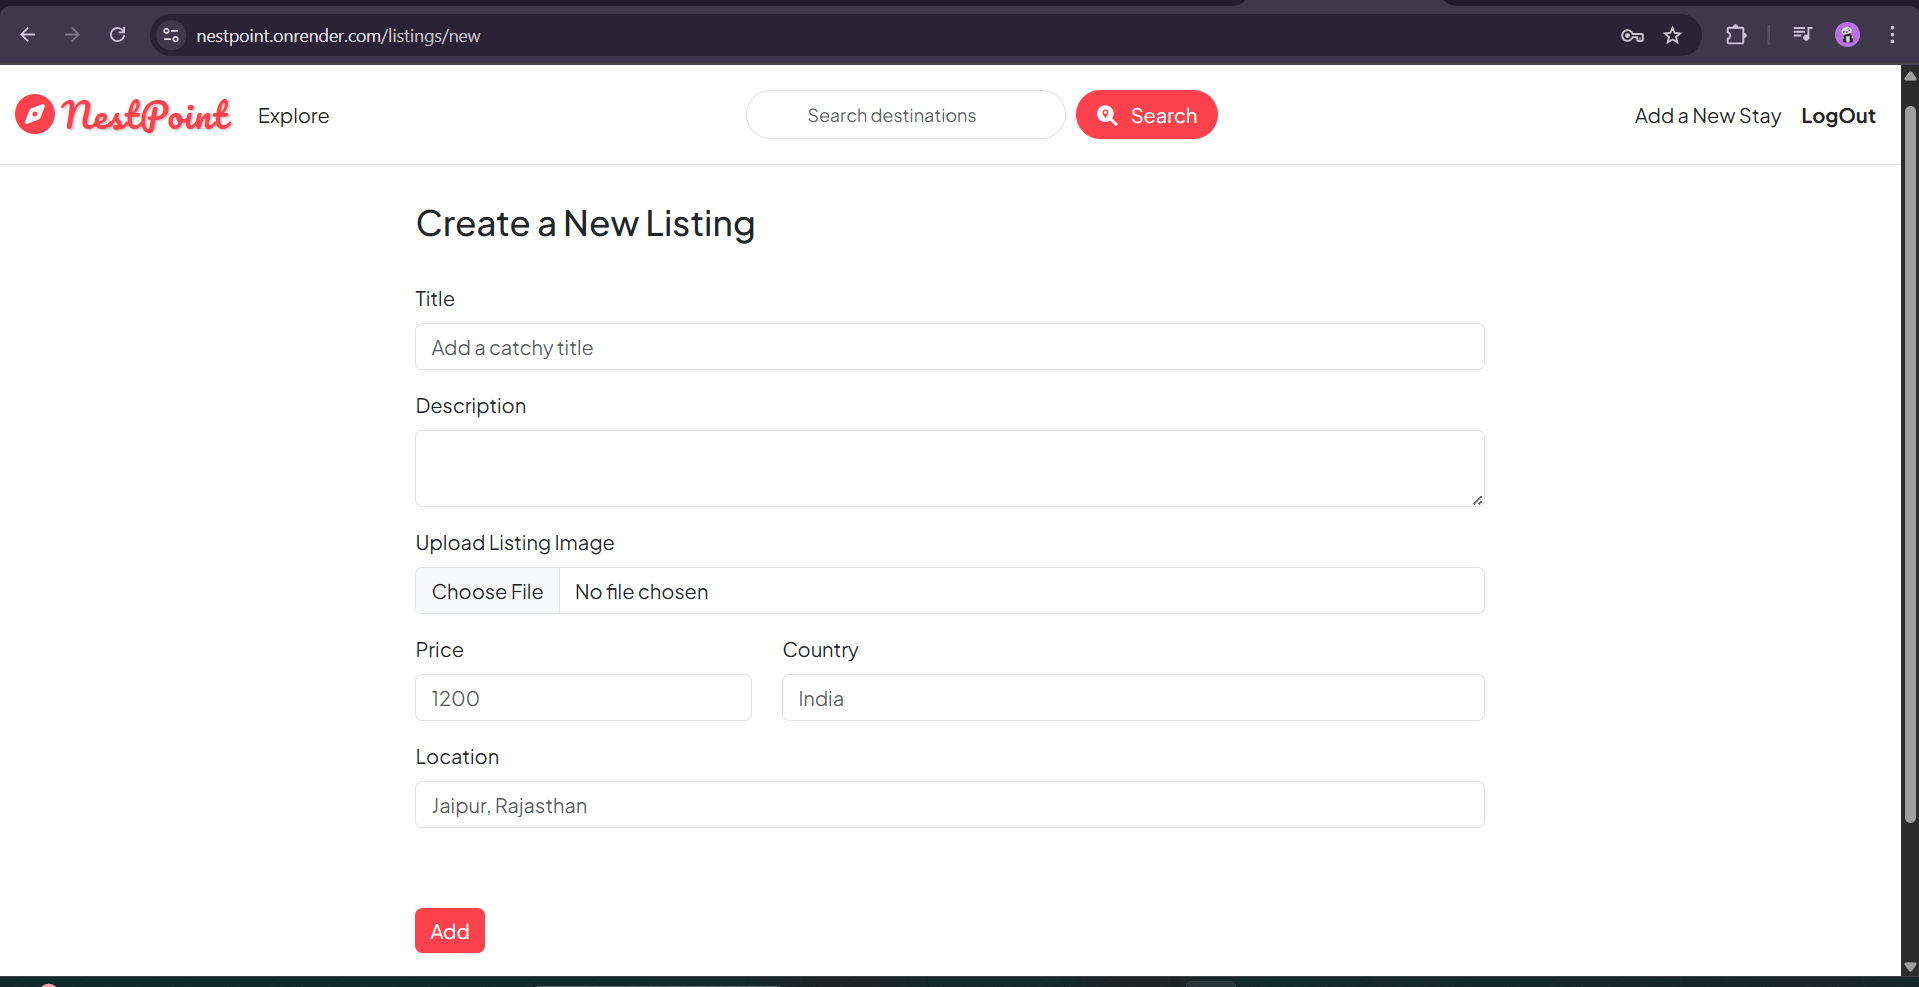 nestpoint.onrender.com/listings/new
NestPoint Explore Search destinations Search Add a New Stay LogOut
Create a New Listing
Title
Add a catchy title
Description
Upload Listing Image
Choose File No file chosen
Price Country
1200 India
Location
Jaipur, Rajasthan
Add